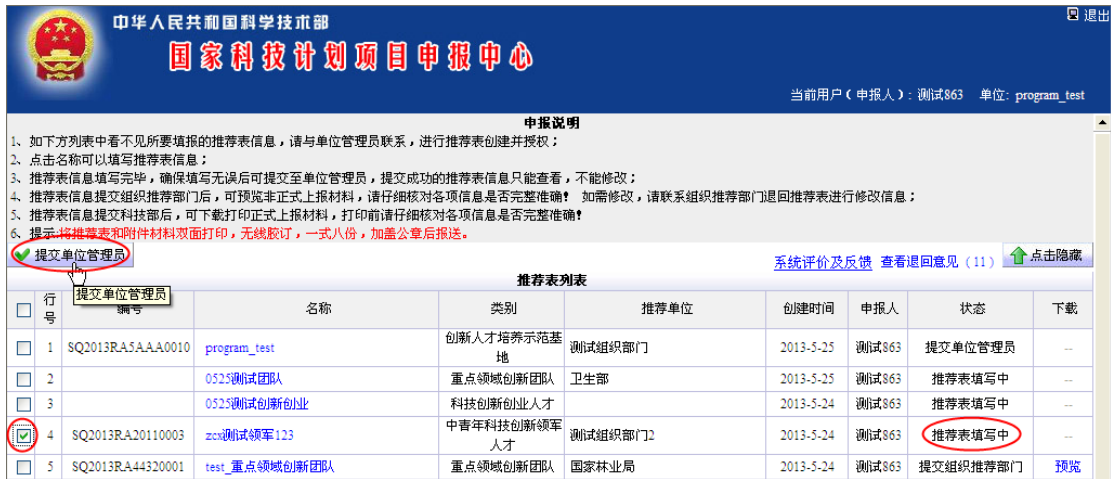 中华人民共和国科学技术部
退出
国家科技计划项目申报中心
当前用户（申报人）：测试863 单位: program_test
申报说明
1、如下方列表中看不见所要填报的推荐表信息，请与单位管理员联系，进行推荐表创建并授权；
2、点击名称可以填写推荐表信息；
3、推荐表信息填写完毕，确保填写无误后可提交至单位管理员，提交成功的推荐表信息只能查看，不能修改；
4、推荐表信息提交组织推荐部门后，可预览非正式上报材料，请仔细核对各项信息是否完整准确！ 如需修改，请联系组织推荐部门退回推荐表进行修改信息；
5、推荐表信息提交科技部后，可下载打印正式上报材料，打印前请仔细核对各项信息是否完整准确！
6、提示:将推荐表和附件材料双面打印，无线胶订，一式八份，加盖公章后报送。
提交单位管理员
系统评价及反馈 查看退回意见（11） 点击隐藏
推荐表列表
提交单位管理员
行号 编号 名称 类别 推荐单位 创建时间 申报人 状态 下载
1 SQ2013RA5AAA0010 program_test 创新人才培养示范基地 测试组织部门 2013-5-25 测试863 提交单位管理员 --
2 0525测试团队 重点领域创新团队 卫生部 2013-5-25 测试863 推荐表填写中 --
3 0525测试创新创业 科技创新创业人才 2013-5-24 测试863 推荐表填写中 --
4 SQ2013RA20110003 zcx测试领军123 中青年科技创新领军人才 测试组织部门2 2013-5-24 测试863 推荐表填写中 --
5 SQ2013RA44320001 test_重点领域创新团队 重点领域创新团队 国家林业局 2013-5-24 测试863 提交组织推荐部门 预览